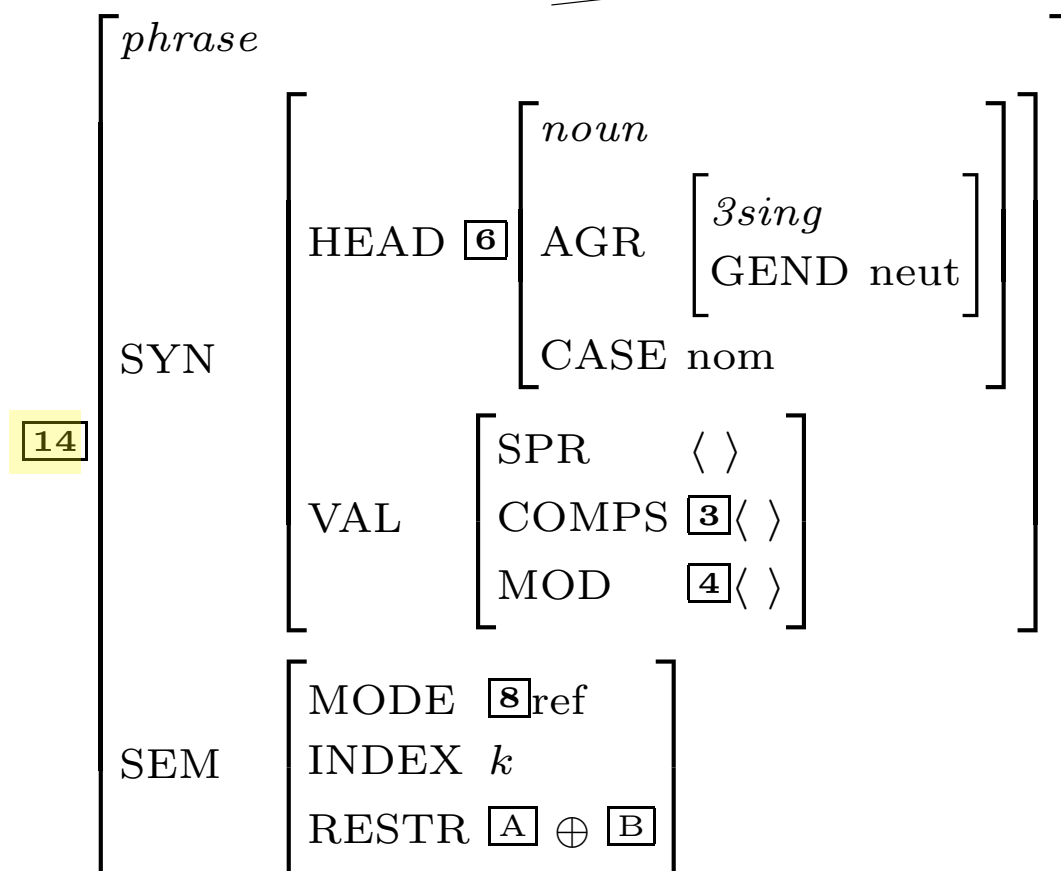 phrase
noun
3sing
HEAD 6 AGR
GEND neut
SYN
CASE nom
14
SPR ⟨ ⟩
VAL COMPS 3⟨ ⟩
MOD 4⟨ ⟩
MODE 8ref
SEM INDEX k
RESTR A ⊕ B